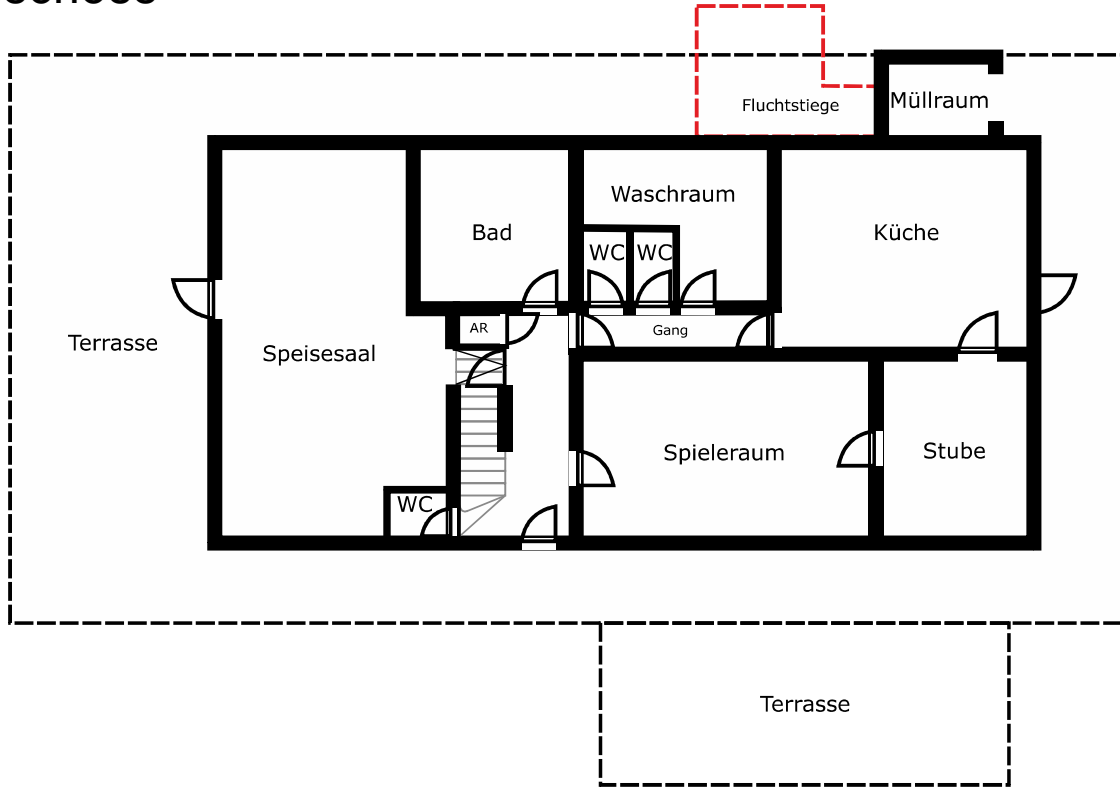 Fluchtstiege
Müllraum
Waschraum
Bad
Küche
WC
WC
AR
Gang
Terrasse
Speisesaal
Spieleraum
Stube
WC
Terrasse